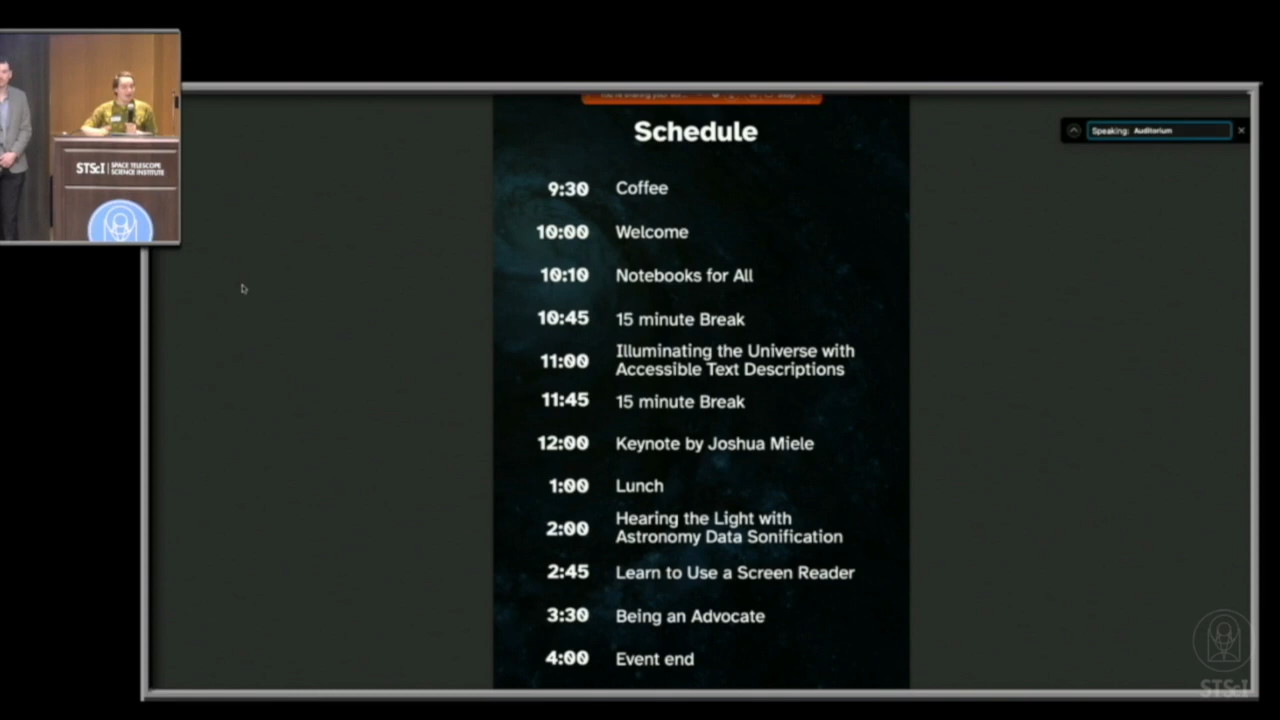 STScI | SPACE TELESCOPE
SCIENCE INSTITUTE
Speaking: Auditorium
Schedule
9:30 Coffee
10:00 Welcome
10:10 Notebooks for All
10:45 15 minute Break
11:00 Illuminating the Universe with
Accessible Text Descriptions
11:45 15 minute Break
12:00 Keynote by Joshua Miele
1:00 Lunch
2:00 Hearing the Light with
Astronomy Data Sonification
2:45 Learn to Use a Screen Reader
3:30 Being an Advocate
4:00 Event end
STScI